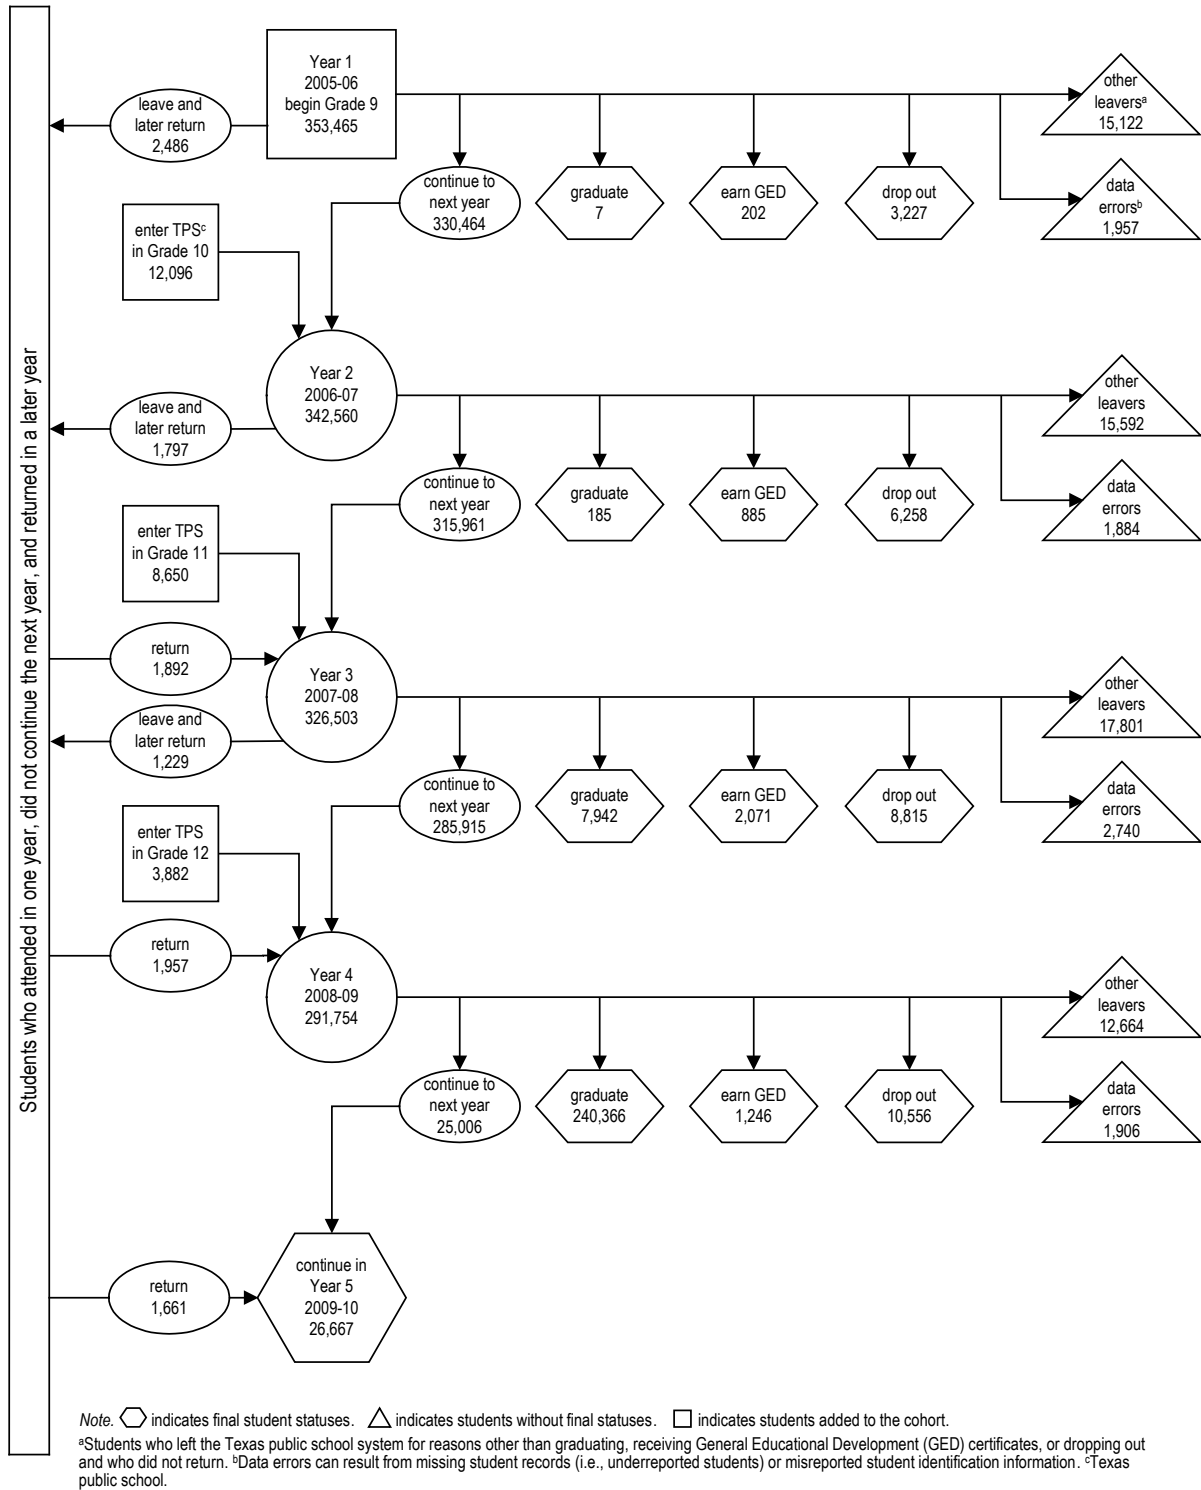 Students who attended in one year, did not continue the next year, and returned in a later year
Year 1
2005-06
begin Grade 9
353,465
leave and
later return
2,486
continue to
next year
330,464
graduate
7
earn GED
202
drop out
3,227
other
leaversᵃ
15,122
data
errorsᵇ
1,957
enter TPSᶜ
in Grade 10
12,096
Year 2
2006-07
342,560
leave and
later return
1,797
continue to
next year
315,961
graduate
185
earn GED
885
drop out
6,258
other
leavers
15,592
data
errors
1,884
enter TPS
in Grade 11
8,650
return
1,892
Year 3
2007-08
326,503
leave and
later return
1,229
continue to
next year
285,915
graduate
7,942
earn GED
2,071
drop out
8,815
other
leavers
17,801
data
errors
2,740
enter TPS
in Grade 12
3,882
return
1,957
Year 4
2008-09
291,754
continue to
next year
25,006
graduate
240,366
earn GED
1,246
drop out
10,556
other
leavers
12,664
data
errors
1,906
return
1,661
continue in
Year 5
2009-10
26,667
Note. indicates final student statuses. indicates students without final statuses. indicates students added to the cohort.
ᵃStudents who left the Texas public school system for reasons other than graduating, receiving General Educational Development (GED) certificates, or dropping out
and who did not return. ᵇData errors can result from missing student records (i.e., underreported students) or misreported student identification information. ᶜTexas
public school.